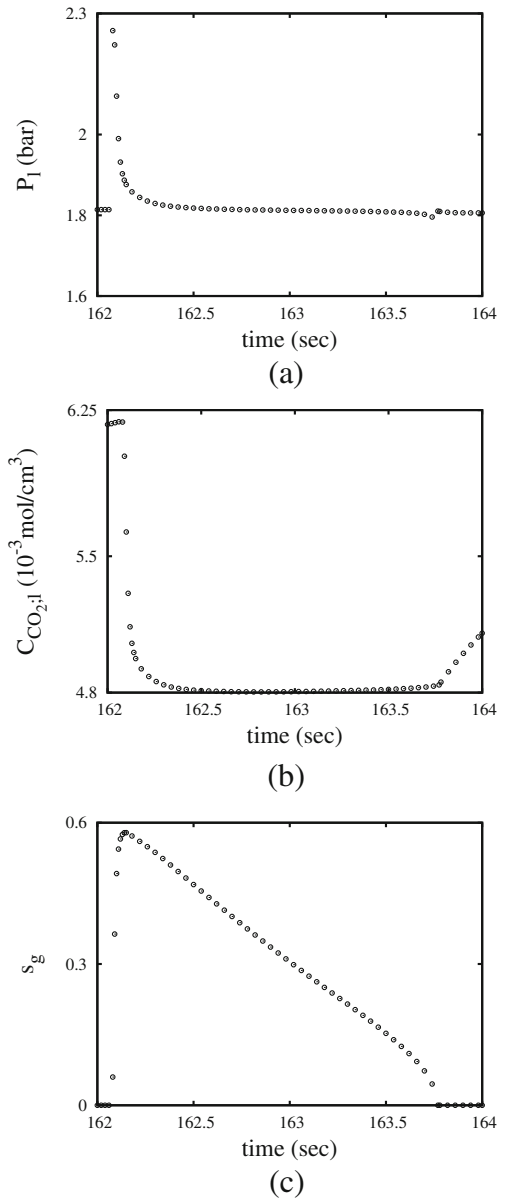 2.3
2
1.8
1.6
P_l (bar)
162 162.5 163 163.5 164
time (sec)
(a)
6.25
5.5
4.8
C_{CO_2;l} (10^{-3} mol/cm^3)
162 162.5 163 163.5 164
time (sec)
(b)
0.6
0.3
0
s_g
162 162.5 163 163.5 164
time (sec)
(c)